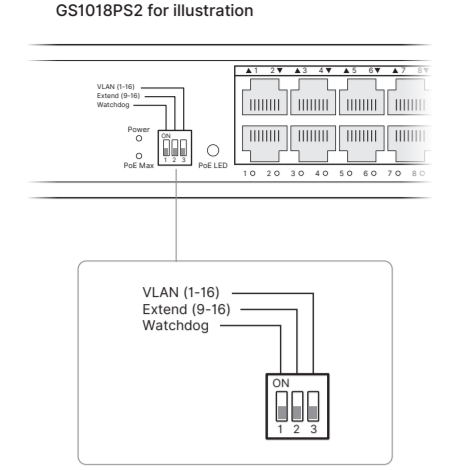 GS1018PS2 for illustration
▲1 2▼ ▲3 4▼ ▲5 6▼ ▲7 8▼
VLAN (1-16)
Extend (9-16)
Watchdog
Power
ON
PoE Max
1 2 3
PoE LED
1 2 3 4 5 6 7 8
VLAN (1-16)
Extend (9-16)
Watchdog
ON
1 2 3